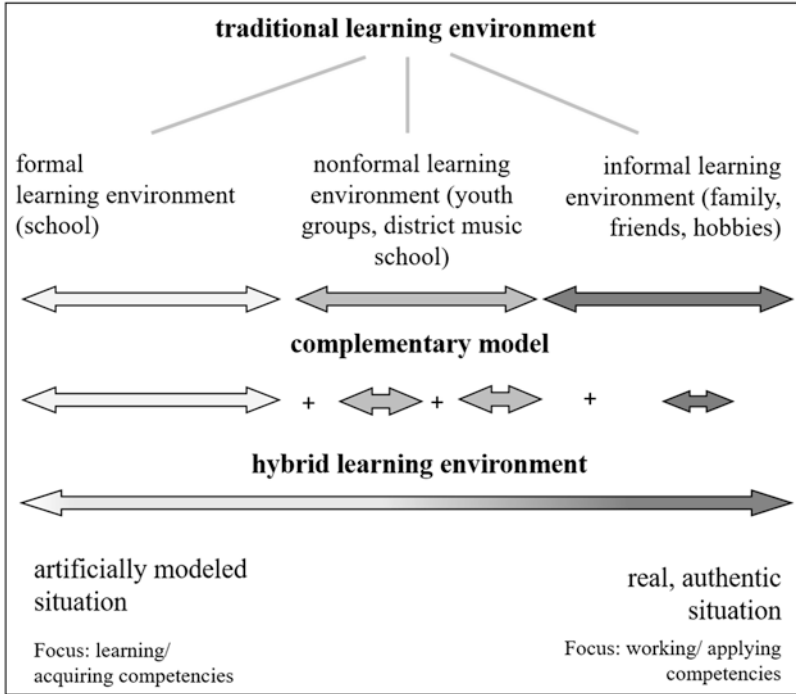 traditional learning environment
formal
learning environment
(school)
nonformal learning
environment (youth
groups, district music
school)
informal learning
environment (family,
friends, hobbies)
complementary model
+ + +
hybrid learning environment
artificially modeled
situation
Focus: learning/
acquiring competencies
real, authentic
situation
Focus: working/ applying
competencies